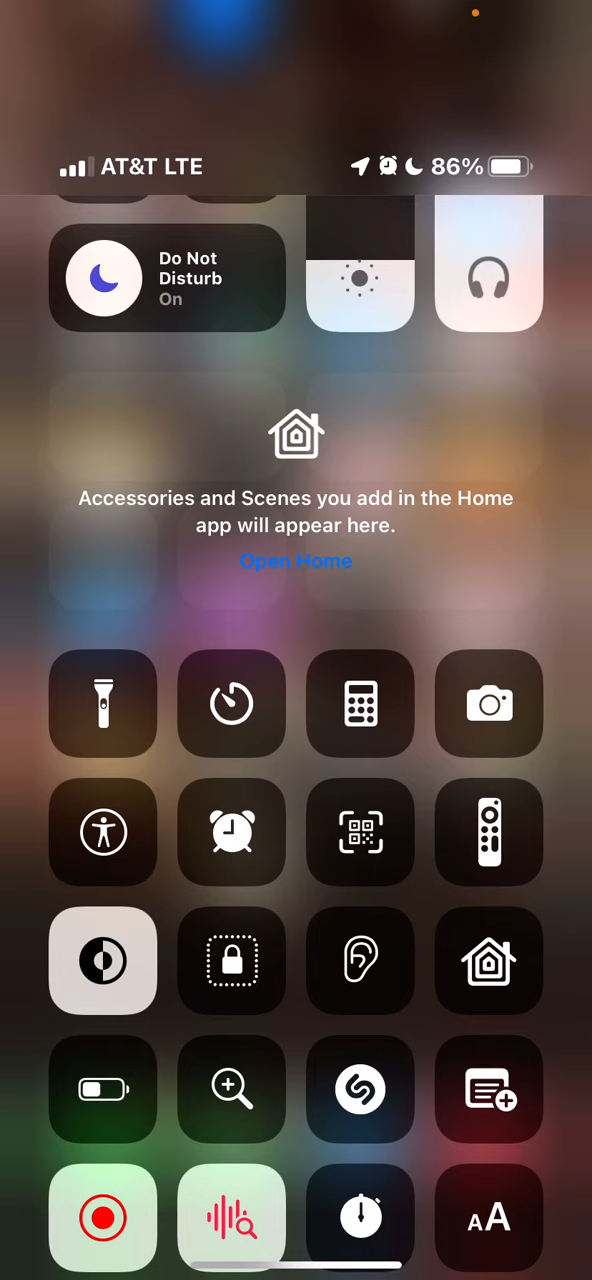 AT&T LTE 86%
Do Not
Disturb
On
Accessories and Scenes you add in the Home
app will appear here.
Open Home
AA